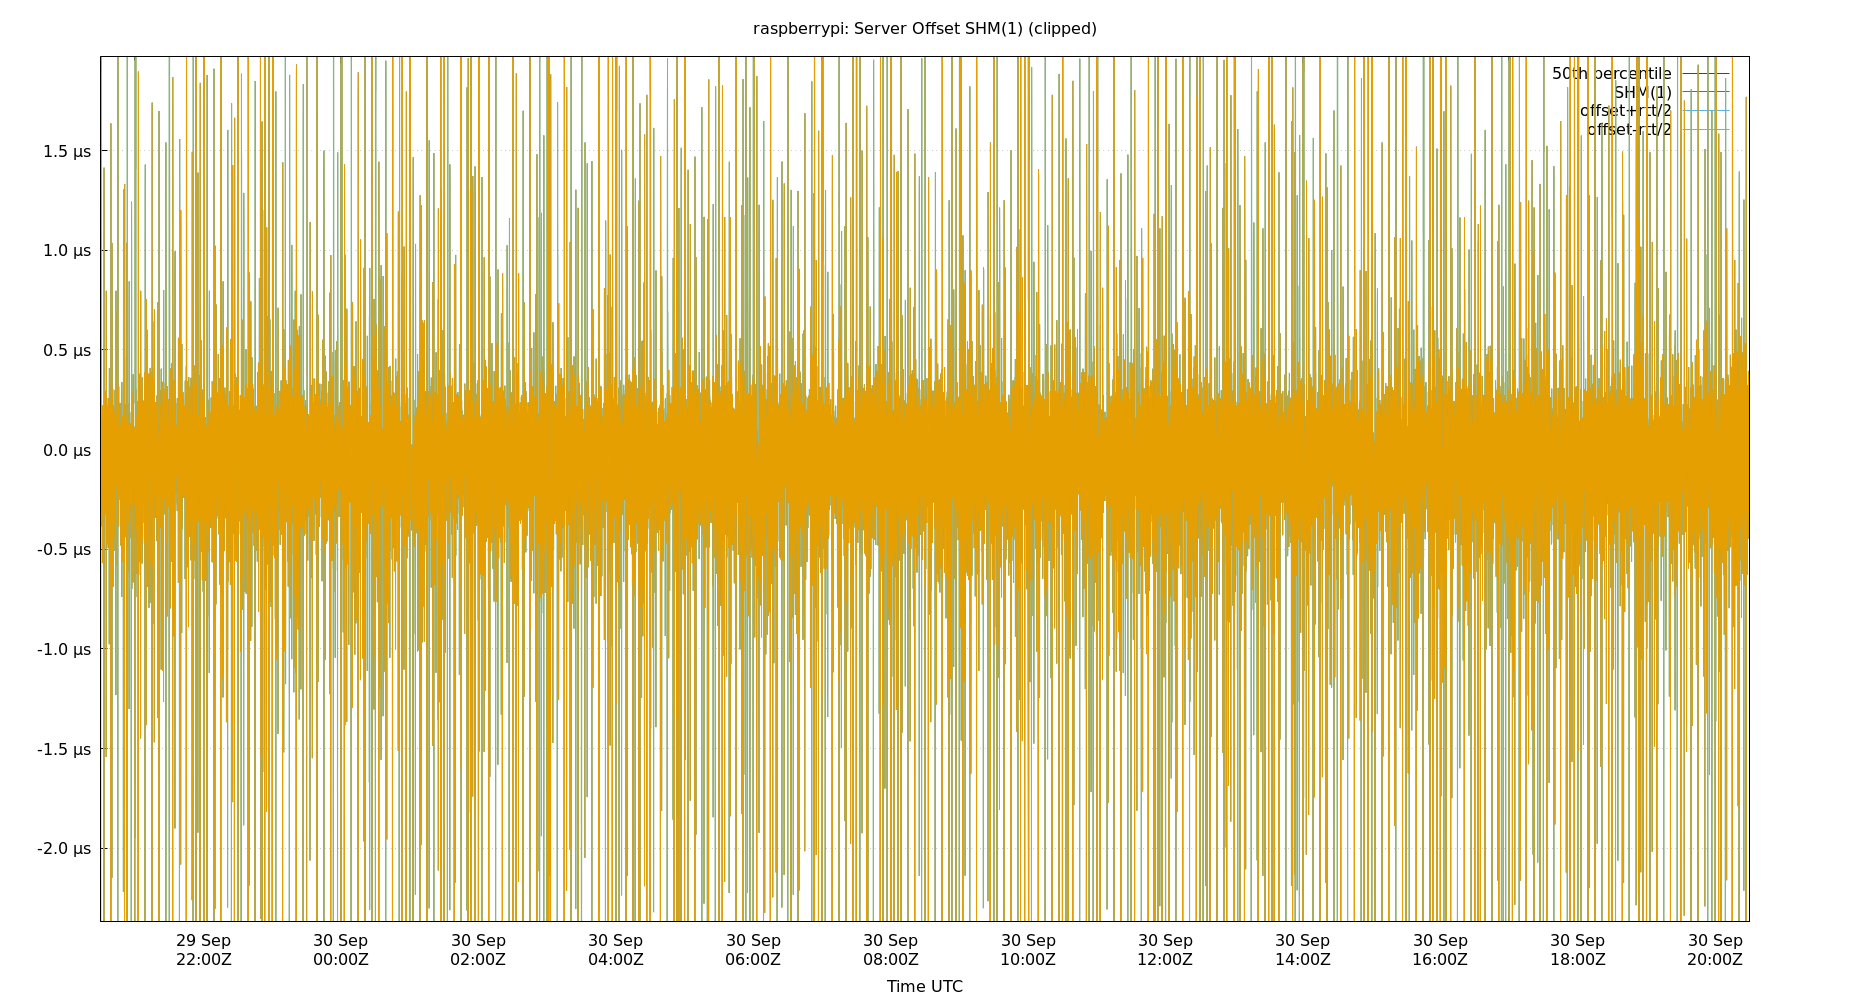 raspberrypi: Server Offset SHM(1) (clipped)
50th percentile
SHM(1)
offset+rtt/2
offset-rtt/2
1.5 µs
1.0 µs
0.5 µs
0.0 µs
-0.5 µs
-1.0 µs
-1.5 µs
-2.0 µs
29 Sep 30 Sep 30 Sep 30 Sep 30 Sep 30 Sep 30 Sep 30 Sep 30 Sep 30 Sep 30 Sep 30 Sep
22:00Z 00:00Z 02:00Z 04:00Z 06:00Z 08:00Z 10:00Z 12:00Z 14:00Z 16:00Z 18:00Z 20:00Z
Time UTC